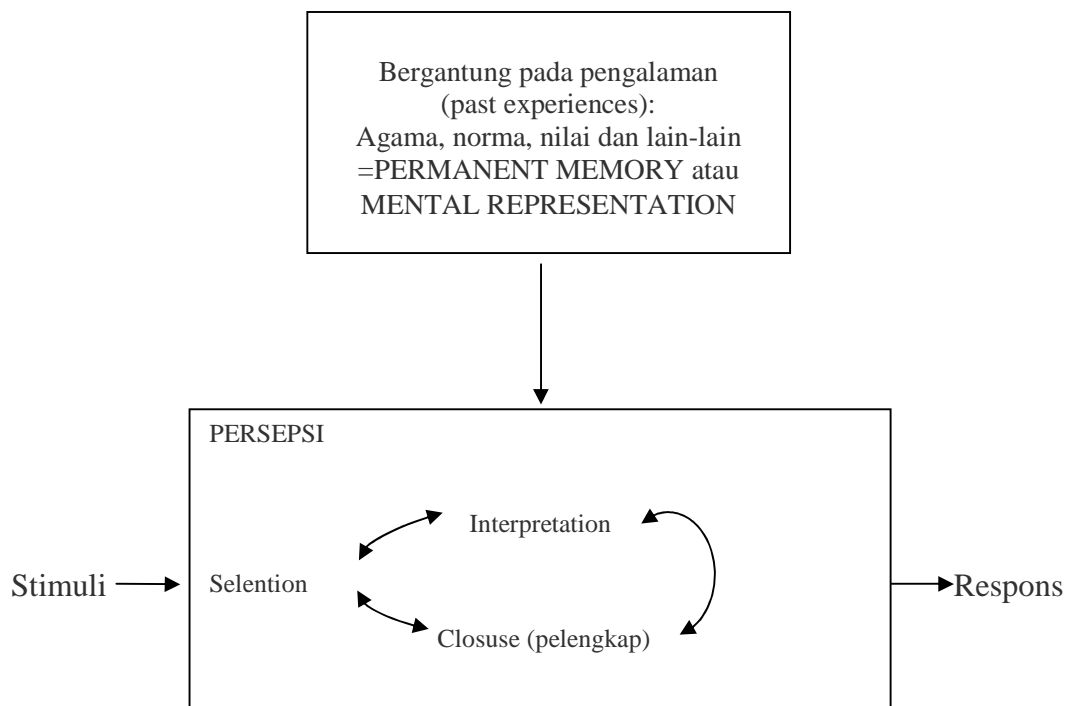 Bergantung pada pengalaman
(past experiences):
Agama, norma, nilai dan lain-lain
=PERMANENT MEMORY atau
MENTAL REPRESENTATION
PERSEPSI
Interpretation
Stimuli
Selention
Respons
Closuse (pelengkap)